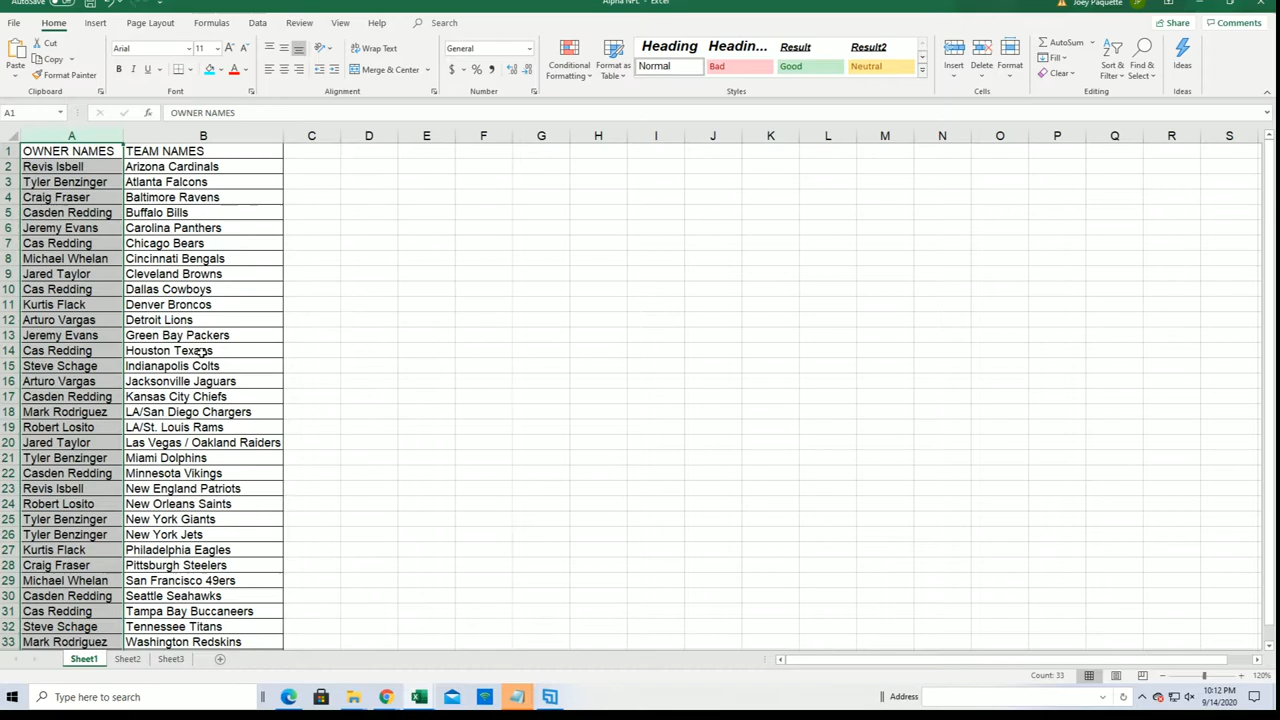 AutoSave Off Alpha NFL - Excel Joey Paquette JP
File Home Insert Page Layout Formulas Data Review View Help Search Share Comments
Cut Arial 11 Wrap Text General Heading Headin... Result Result2 AutoSum
Copy Fill
Paste Format Painter B I U Merge & Center $ % Conditional Formatting Format as Table Normal Bad Good Neutral Insert Delete Format Clear Sort & Filter Find & Select Ideas
Clipboard Font Alignment Number Styles Cells Editing Ideas
A1 fx OWNER NAMES
A B C D E F G H I J K L M N O P Q R S
1 OWNER NAMES TEAM NAMES
2 Revis Isbell Arizona Cardinals
3 Tyler Benzinger Atlanta Falcons
4 Craig Fraser Baltimore Ravens
5 Casden Redding Buffalo Bills
6 Jeremy Evans Carolina Panthers
7 Cas Redding Chicago Bears
8 Michael Whelan Cincinnati Bengals
9 Jared Taylor Cleveland Browns
10 Cas Redding Dallas Cowboys
11 Kurtis Flack Denver Broncos
12 Arturo Vargas Detroit Lions
13 Jeremy Evans Green Bay Packers
14 Cas Redding Houston Texans
15 Steve Schage Indianapolis Colts
16 Arturo Vargas Jacksonville Jaguars
17 Casden Redding Kansas City Chiefs
18 Mark Rodriguez LA/San Diego Chargers
19 Robert Losito LA/St. Louis Rams
20 Jared Taylor Las Vegas / Oakland Raiders
21 Tyler Benzinger Miami Dolphins
22 Casden Redding Minnesota Vikings
23 Revis Isbell New England Patriots
24 Robert Losito New Orleans Saints
25 Tyler Benzinger New York Giants
26 Tyler Benzinger New York Jets
27 Kurtis Flack Philadelphia Eagles
28 Craig Fraser Pittsburgh Steelers
29 Michael Whelan San Francisco 49ers
30 Casden Redding Seattle Seahawks
31 Cas Redding Tampa Bay Buccaneers
32 Steve Schage Tennessee Titans
33 Mark Rodriguez Washington Redskins
Sheet1 Sheet2 Sheet3
Count: 33 120%
Type here to search Address 10:12 PM
9/14/2020